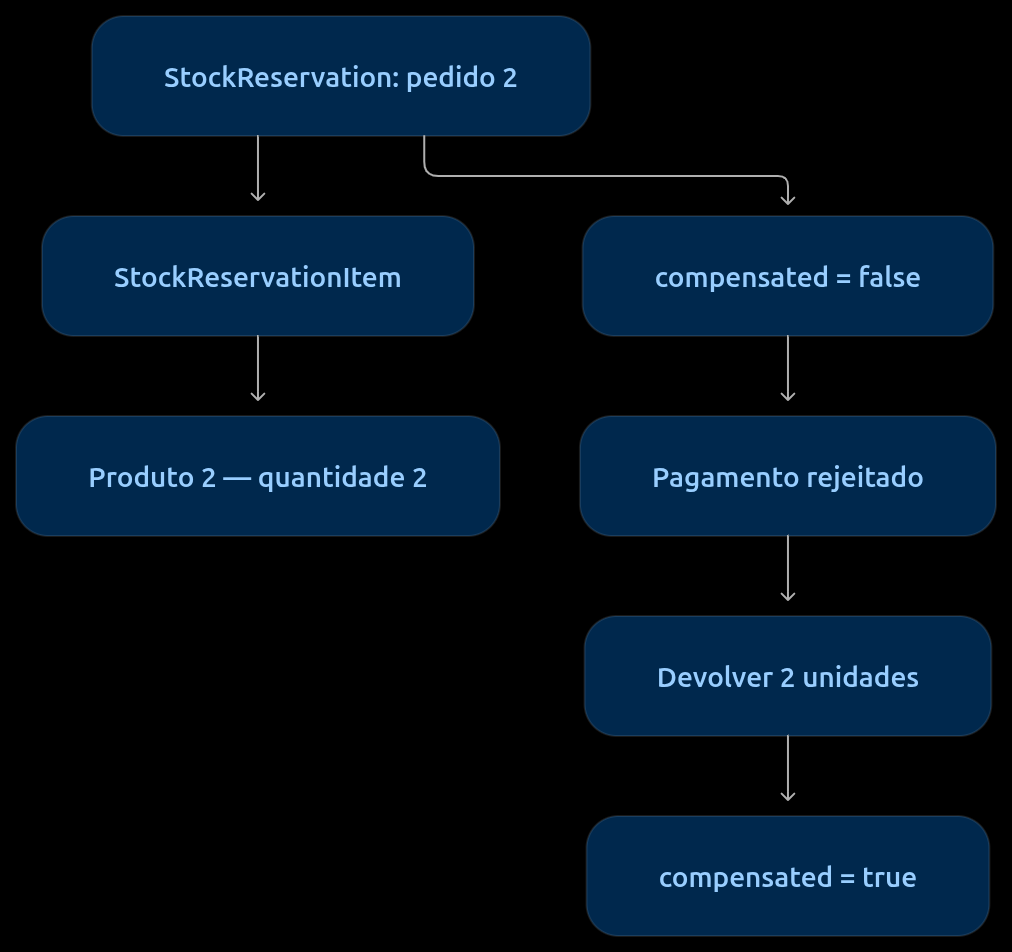 StockReservation: pedido 2
StockReservationItem
compensated = false
Produto 2 — quantidade 2
Pagamento rejeitado
Devolver 2 unidades
compensated = true